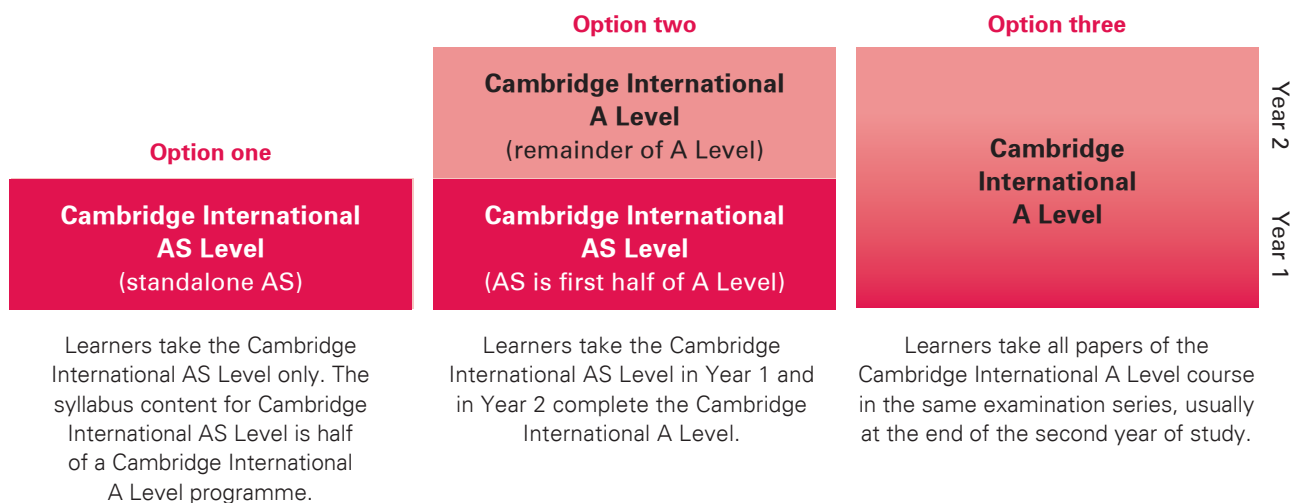 Option one
Cambridge International
AS Level
(standalone AS)
Learners take the Cambridge
International AS Level only. The
syllabus content for Cambridge
International AS Level is half
of a Cambridge International
A Level programme.
Option two
Cambridge International
A Level
(remainder of A Level)
Cambridge International
AS Level
(AS is first half of A Level)
Learners take the Cambridge
International AS Level in Year 1 and
in Year 2 complete the Cambridge
International A Level.
Option three
Cambridge
International
A Level
Learners take all papers of the
Cambridge International A Level course
in the same examination series, usually
at the end of the second year of study.
Year 2
Year 1